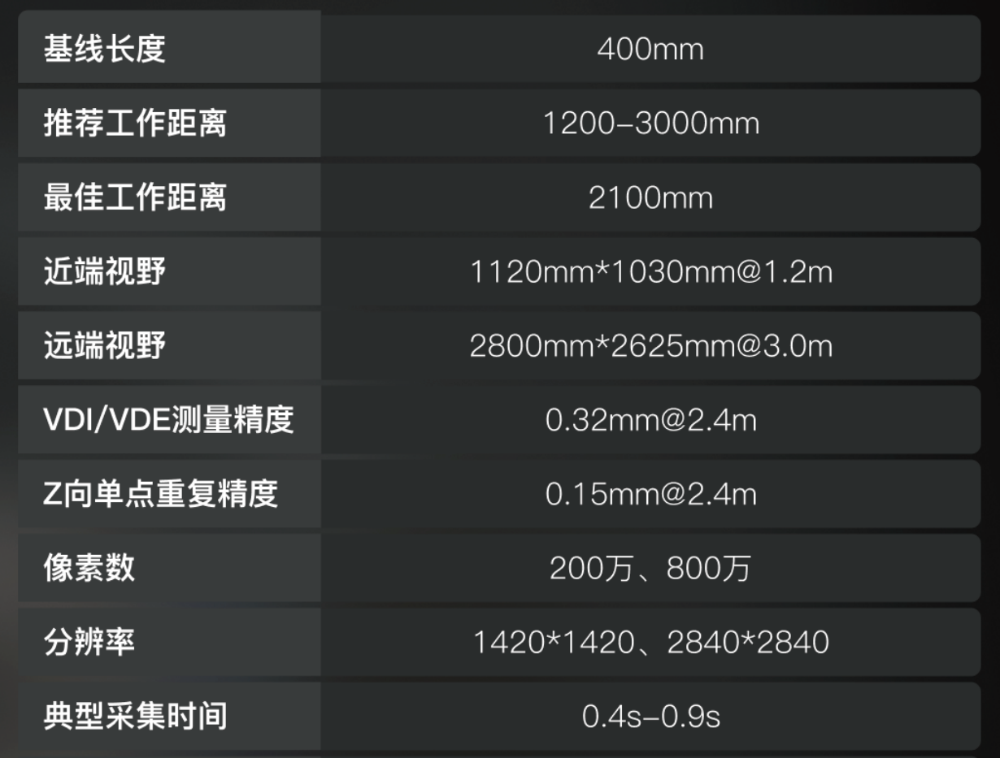 基线长度 400mm
推荐工作距离 1200-3000mm
最佳工作距离 2100mm
近端视野 1120mm*1030mm@1.2m
远端视野 2800mm*2625mm@3.0m
VDI/VDE测量精度 0.32mm@2.4m
Z向单点重复精度 0.15mm@2.4m
像素数 200万、800万
分辨率 1420*1420、2840*2840
典型采集时间 0.4s-0.9s